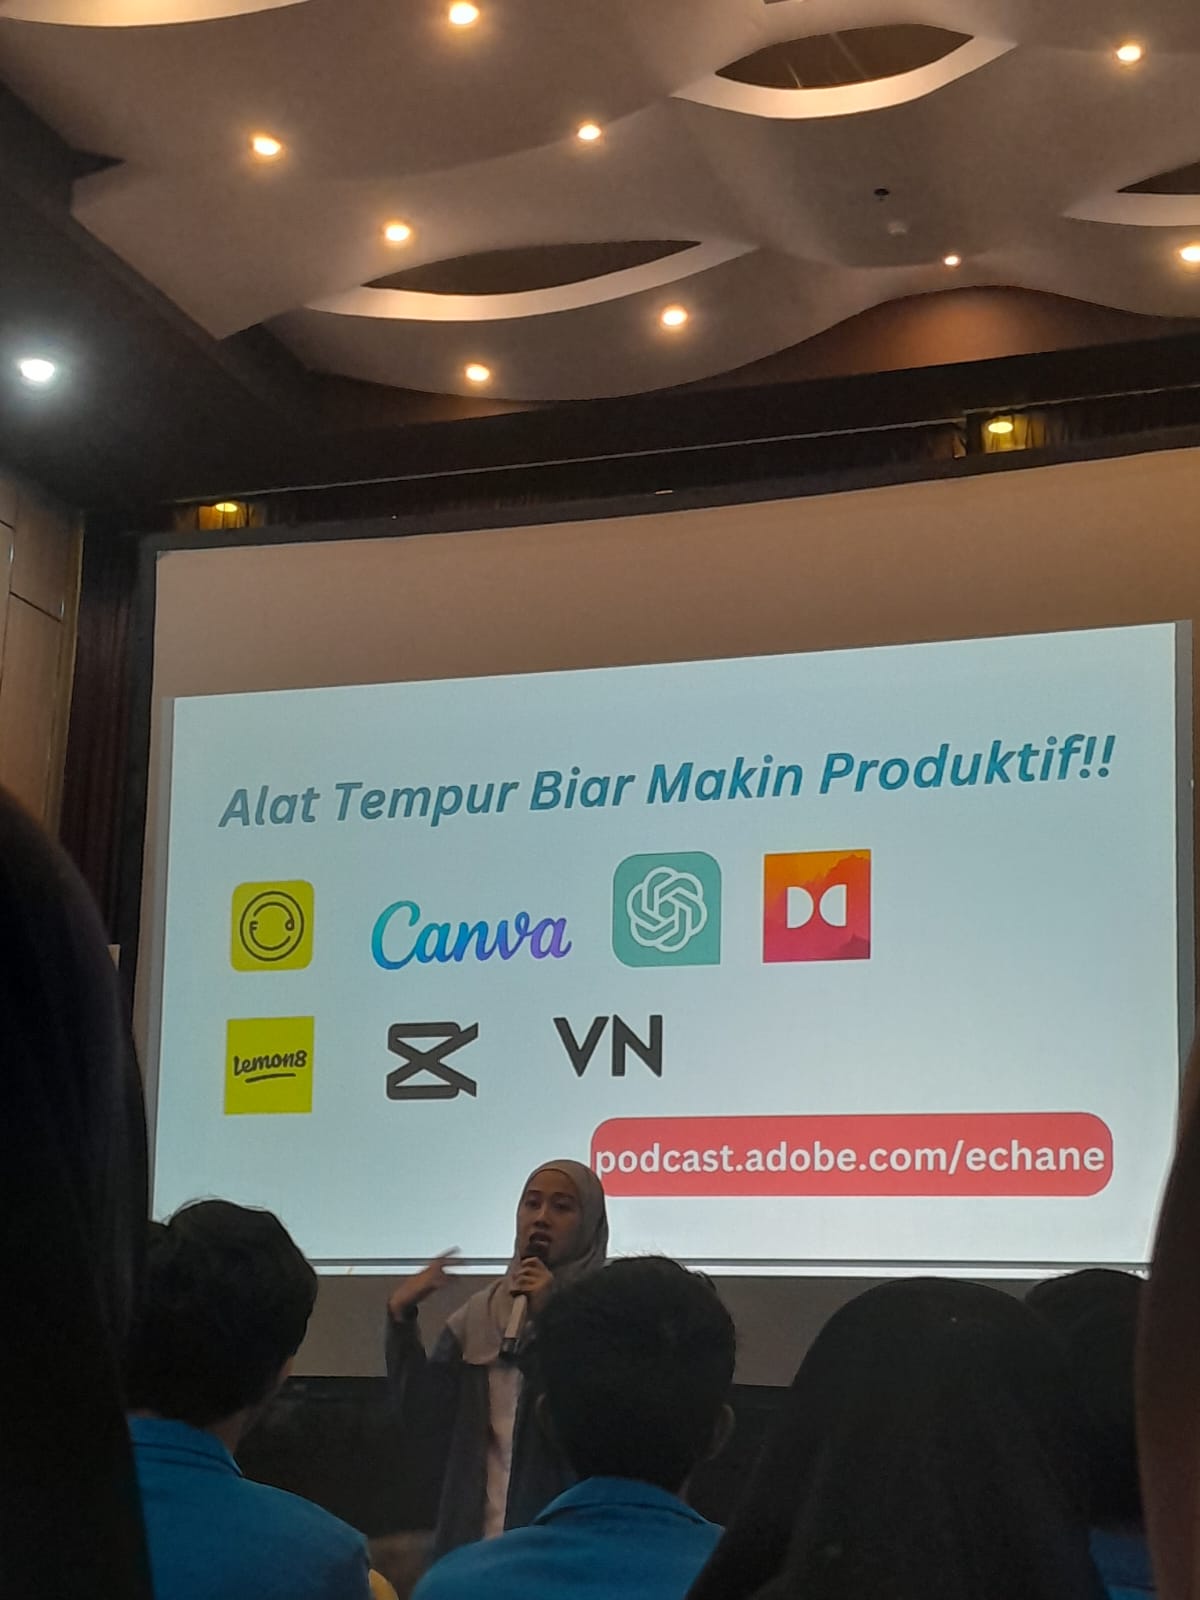 Alat Tempur Biar Makin Produktif!!
Canva
Lemon8
VN
podcast.adobe.com/echane